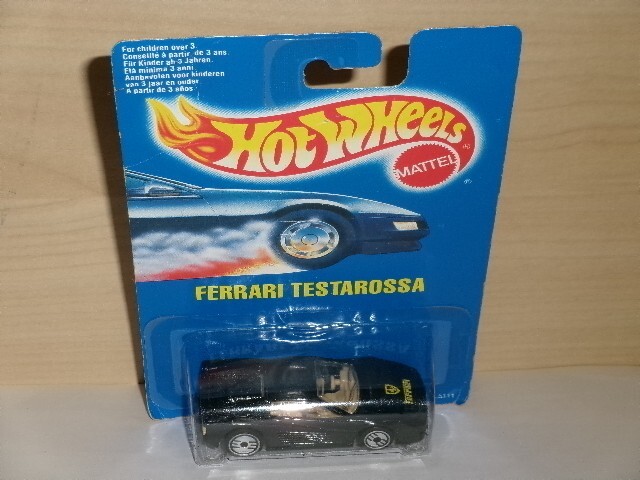 For children over 3.
Conseillé à partir de 3 ans.
Für Kinder ab 3 Jahren.
Età minima 3 anni
Aanbevolen voor kinderen
van 3 jaar en ouder
A partir de 3 años
HOT WHEELS
MATTEL
FERRARI TESTAROSSA